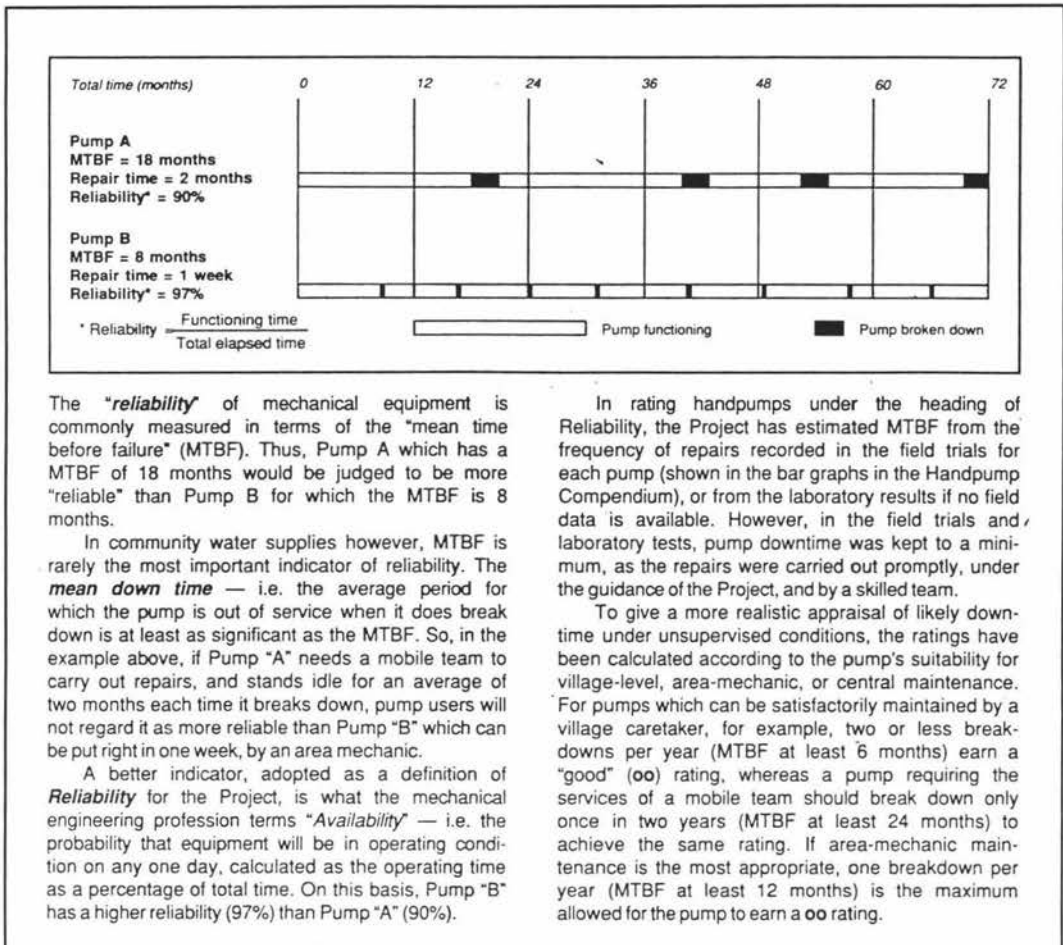 Total time (months) 0 12 24 36 48 60 72
Pump A
MTBF = 18 months
Repair time = 2 months
Reliability* = 90%
Pump B
MTBF = 8 months
Repair time = 1 week
Reliability* = 97%
* Reliability = Functioning time
Total elapsed time
Pump functioning
Pump broken down
The "reliability" of mechanical equipment is
commonly measured in terms of the "mean time
before failure" (MTBF). Thus, Pump A which has a
MTBF of 18 months would be judged to be more
"reliable" than Pump B for which the MTBF is 8
months.
In community water supplies however, MTBF is
rarely the most important indicator of reliability. The
mean down time — i.e. the average period for
which the pump is out of service when it does break
down is at least as significant as the MTBF. So, in the
example above, if Pump "A" needs a mobile team to
carry out repairs, and stands idle for an average of
two months each time it breaks down, pump users will
not regard it as more reliable than Pump "B" which can
be put right in one week, by an area mechanic.
A better indicator, adopted as a definition of
Reliability for the Project, is what the mechanical
engineering profession terms "Availability" — i.e. the
probability that equipment will be in operating condi-
tion on any one day, calculated as the operating time
as a percentage of total time. On this basis, Pump "B"
has a higher reliability (97%) than Pump "A" (90%).
In rating handpumps under the heading of
Reliability, the Project has estimated MTBF from the
frequency of repairs recorded in the field trials for
each pump (shown in the bar graphs in the Handpump
Compendium), or from the laboratory results if no field
data is available. However, in the field trials and
laboratory tests, pump downtime was kept to a mini-
mum, as the repairs were carried out promptly, under
the guidance of the Project, and by a skilled team.
To give a more realistic appraisal of likely down-
time under unsupervised conditions, the ratings have
been calculated according to the pump's suitability for
village-level, area-mechanic, or central maintenance.
For pumps which can be satisfactorily maintained by a
village caretaker, for example, two or less break-
downs per year (MTBF at least 6 months) earn a
"good" (oo) rating, whereas a pump requiring the
services of a mobile team should break down only
once in two years (MTBF at least 24 months) to
achieve the same rating. If area-mechanic main-
tenance is the most appropriate, one breakdown per
year (MTBF at least 12 months) is the maximum
allowed for the pump to earn a oo rating.